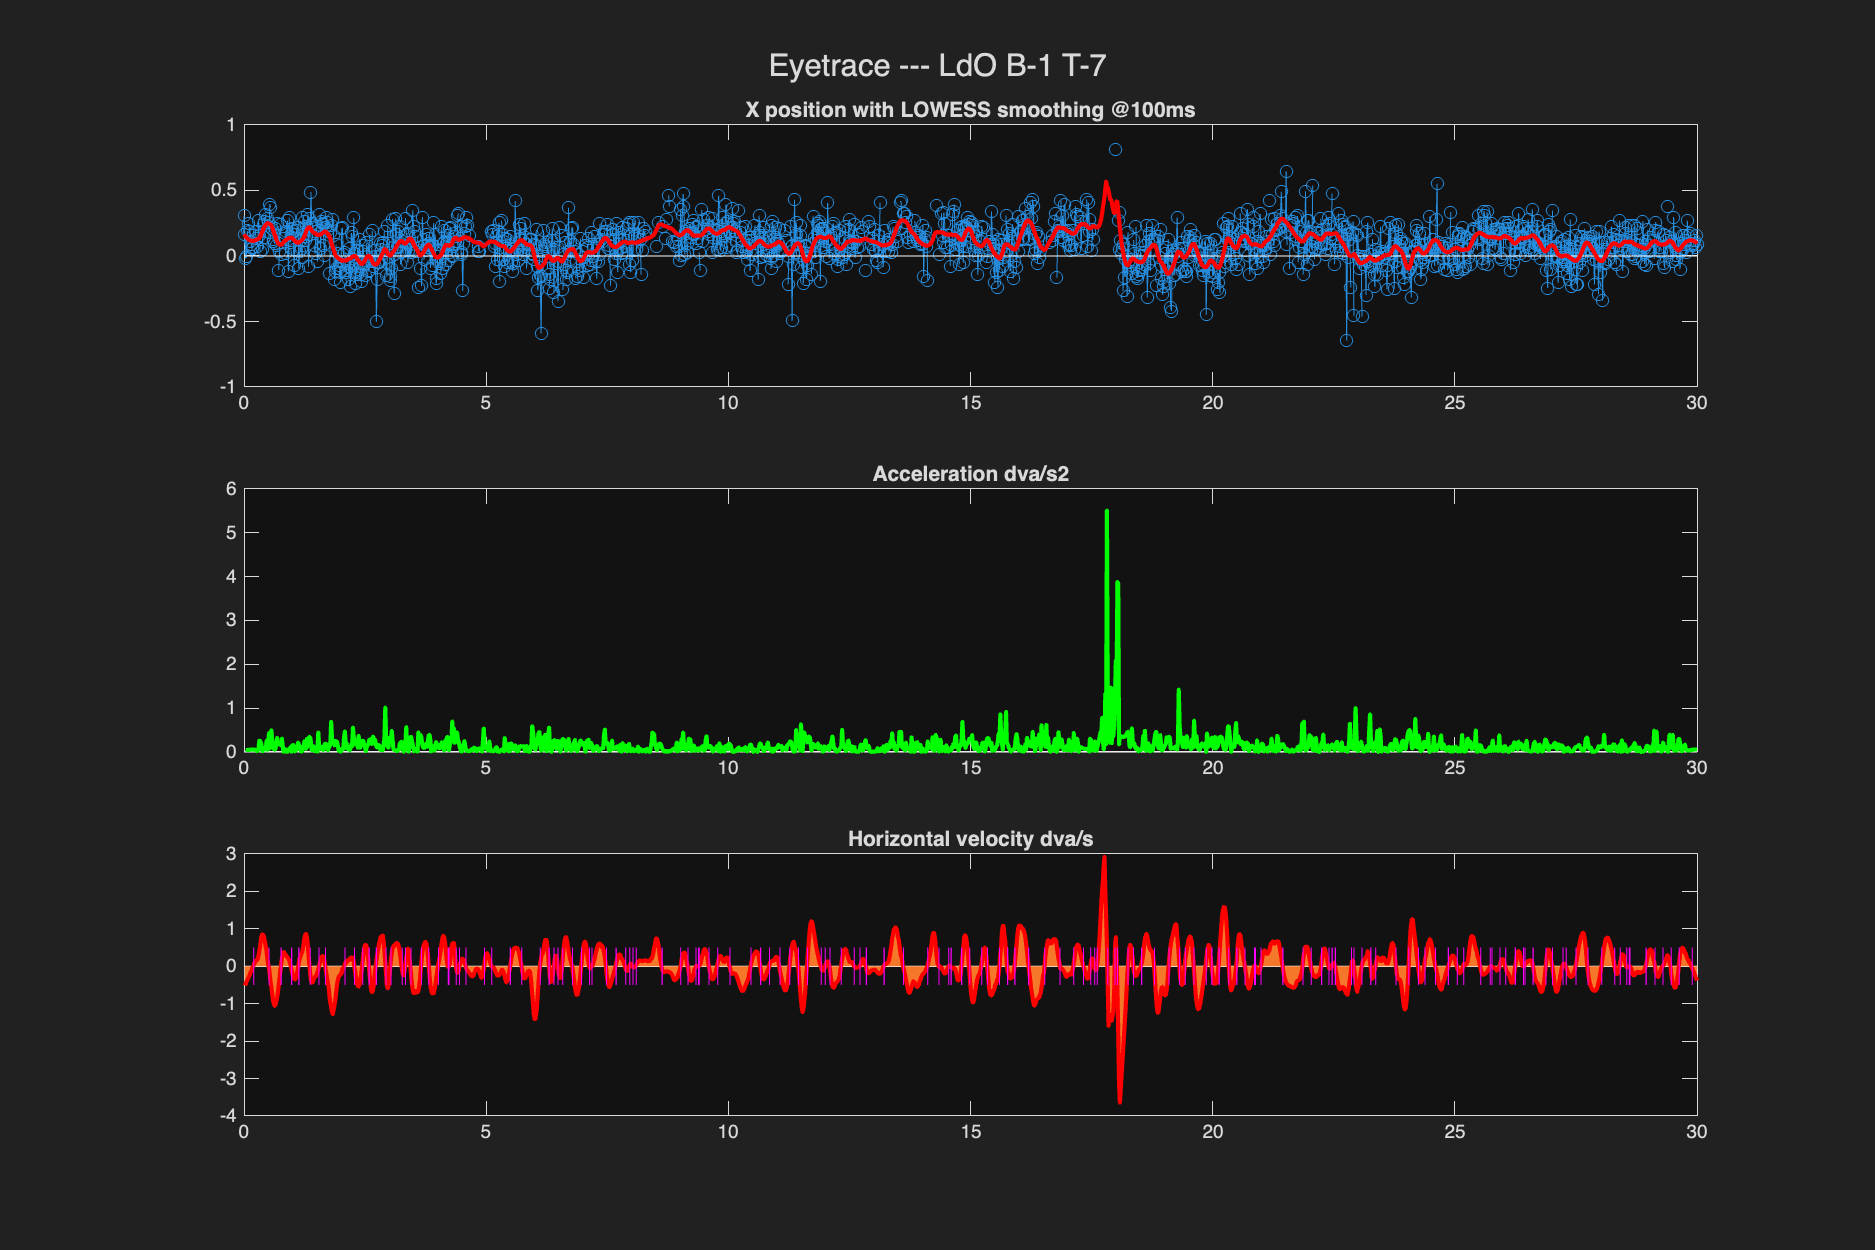 Eyetrace --- LdO B-1 T-7
X position with LOWESS smoothing @100ms
1
0.5
0
-0.5
-1
0 5 10 15 20 25 30
Acceleration dva/s2
6
5
4
3
2
1
0
0 5 10 15 20 25 30
Horizontal velocity dva/s
3
2
1
0
-1
-2
-3
-4
0 5 10 15 20 25 30